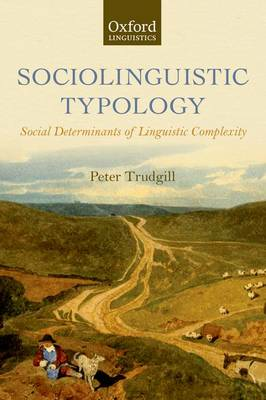 Oxford
LINGUISTICS
SOCIOLINGUISTIC
TYPOLOGY
Social Determinants of Linguistic Complexity
Peter Trudgill